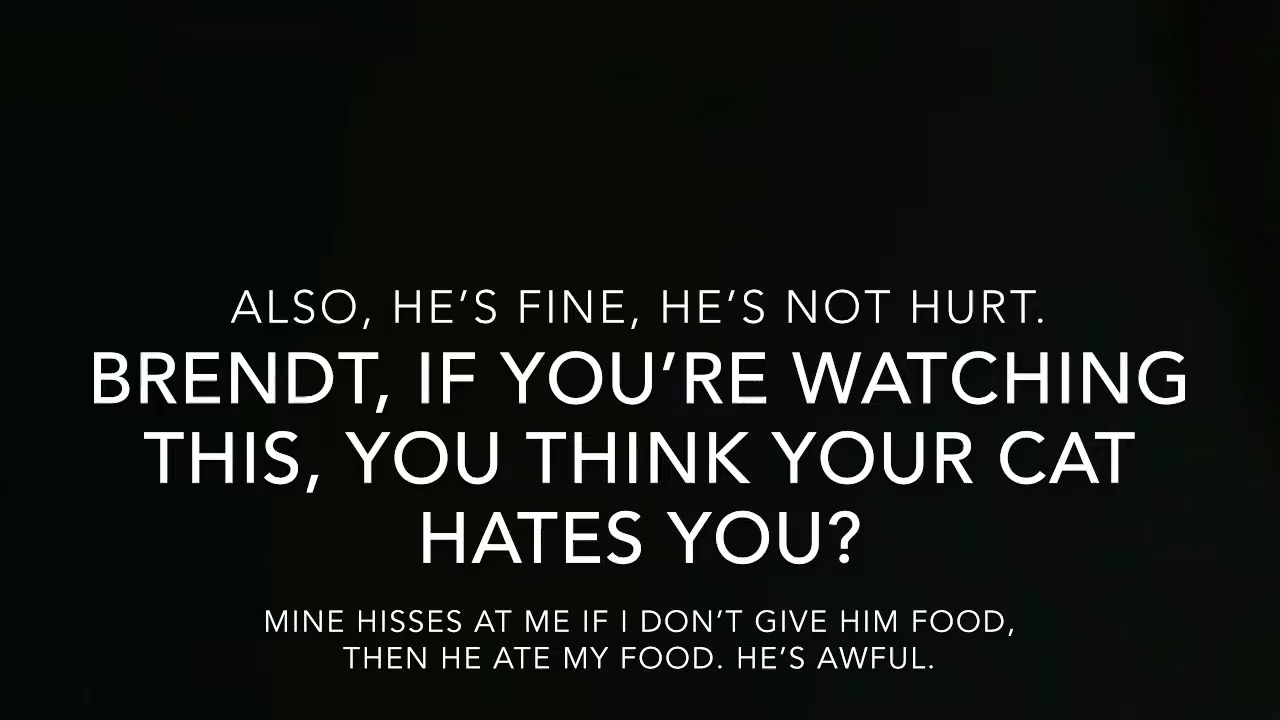 ALSO, HE’S FINE, HE’S NOT HURT.
BRENDT, IF YOU’RE WATCHING
THIS, YOU THINK YOUR CAT
HATES YOU?
MINE HISSES AT ME IF I DON’T GIVE HIM FOOD,
THEN HE ATE MY FOOD. HE’S AWFUL.